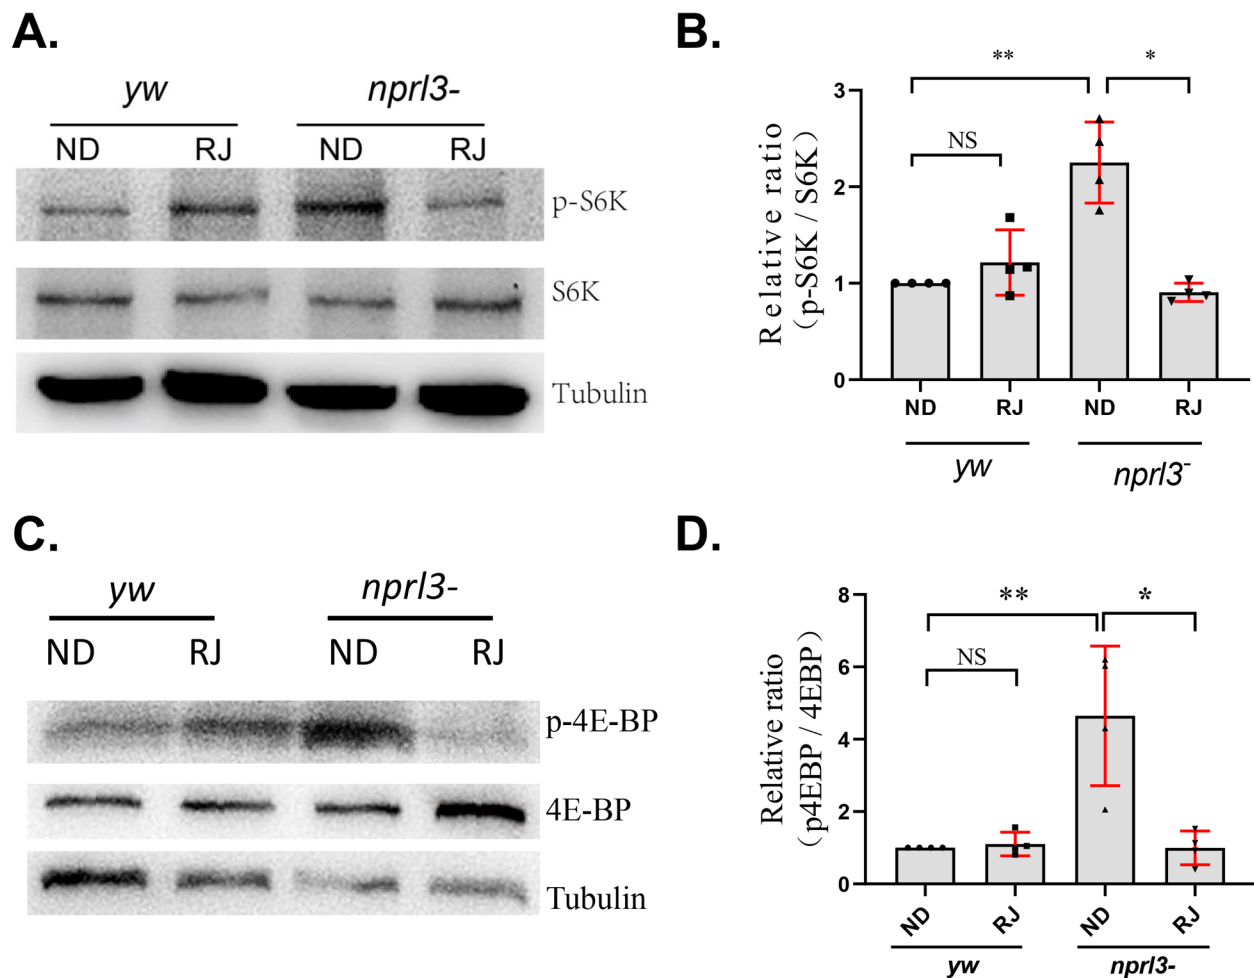 A.
yw nprl3-
ND RJ ND RJ
p-S6K
S6K
Tubulin
B.
** *
NS
Relative ratio
(p-S6K / S6K)
3
2
1
0
ND RJ ND RJ
yw nprl3-
C.
yw nprl3-
ND RJ ND RJ
p-4E-BP
4E-BP
Tubulin
D.
** *
NS
Relative ratio
(p4EBP / 4EBP)
8
6
4
2
0
ND RJ ND RJ
yw nprl3-